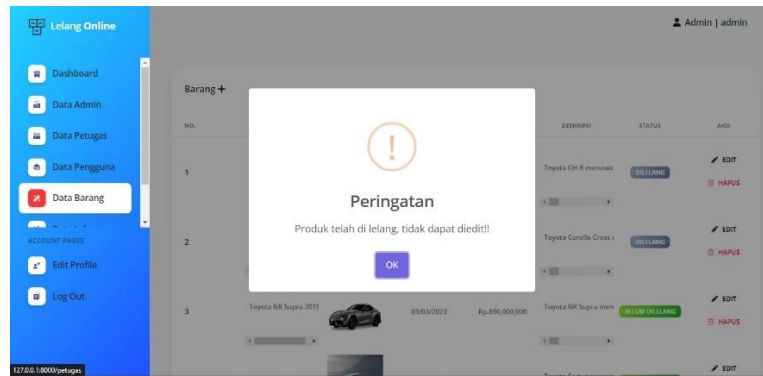 Lelang Online
Admin | admin
Dashboard
Data Admin
Data Petugas
Data Pengguna
Data Barang
ACCOUNT PAGES
Edit Profile
Log Out
Barang +
NO. DESKRIPSI STATUS AKSI
1 Toyota CH-R menawa DILELANG EDIT
HAPUS
Peringatan
Produk telah di lelang, tidak dapat diedit!!
OK
2 Toyota Corolla Cross DILELANG EDIT
HAPUS
3 Toyota GR Supra 2019 03/03/2023 Rp.890,000,000 Toyota GR Supra men BELUM DILELANG EDIT
HAPUS
EDIT
127.0.0.1:8000/petugas